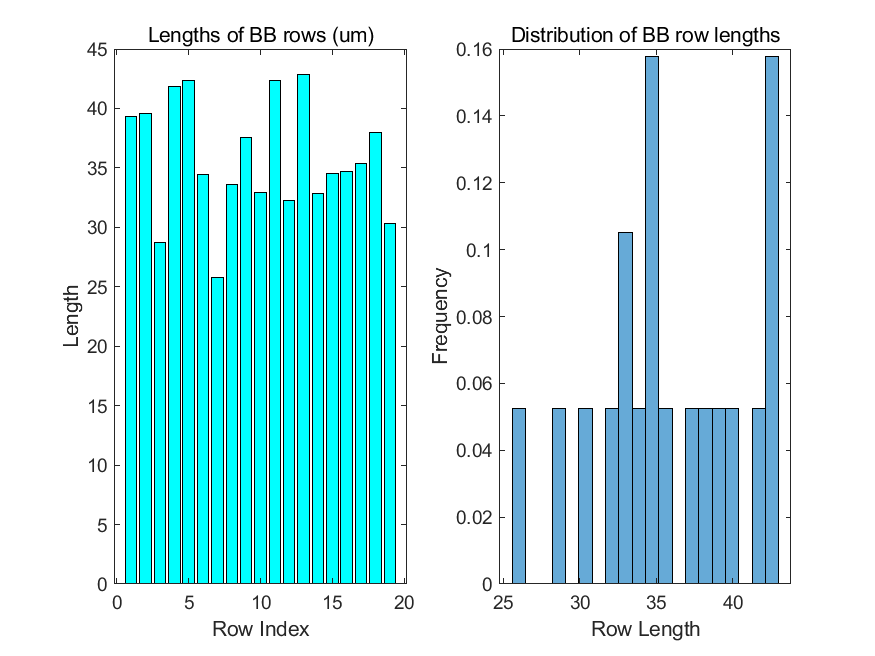 Lengths of BB rows (um)
45
40
35
30
25
20
15
10
5
0
Length
0 5 10 15 20
Row Index
Distribution of BB row lengths
0.16
0.14
0.12
0.1
0.08
0.06
0.04
0.02
0
Frequency
25 30 35 40
Row Length